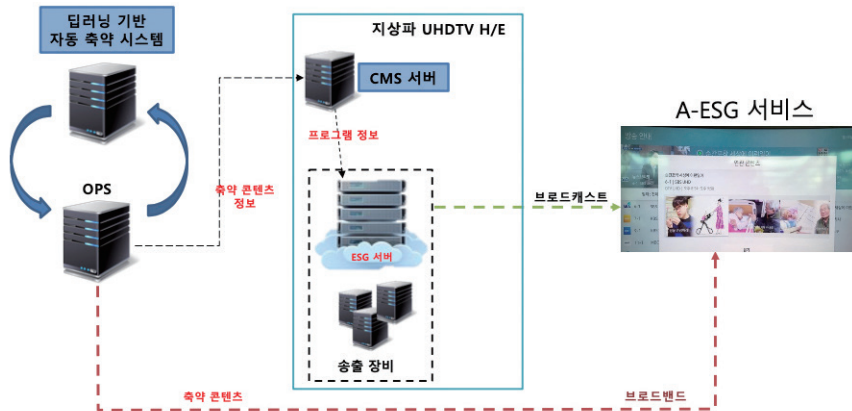 딥러닝 기반
자동 축약 시스템
지상파 UHDTV H/E
CMS 서버
A-ESG 서비스
프로그램 정보
OPS
축약 콘텐츠
정보
브로드캐스트
ESG 서버
송출 장비
축약 콘텐츠
브로드밴드